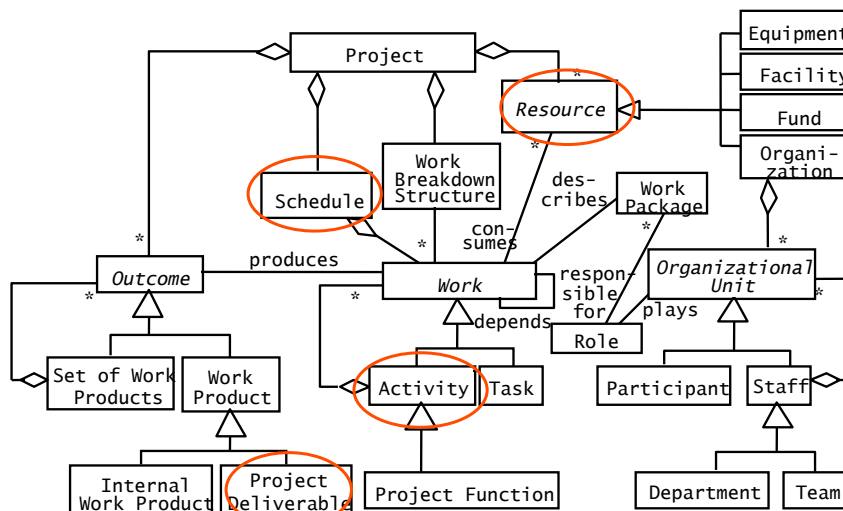 Project
Equipment
Facility
Fund
Organi-
zation
*
Resource
*
Work
Breakdown
Structure
Schedule
des-
cribes
Work
Package
*
con-
sumes
*
*
*
produces
Outcome
*
Work
*
depends
respon-
sible
for
Organizational
Unit
*
plays
Role
Set of Work
Products
Work
Product
Activity
Task
Participant
Staff
Internal
Work Product
Project
Deliverable
Project Function
Department
Team